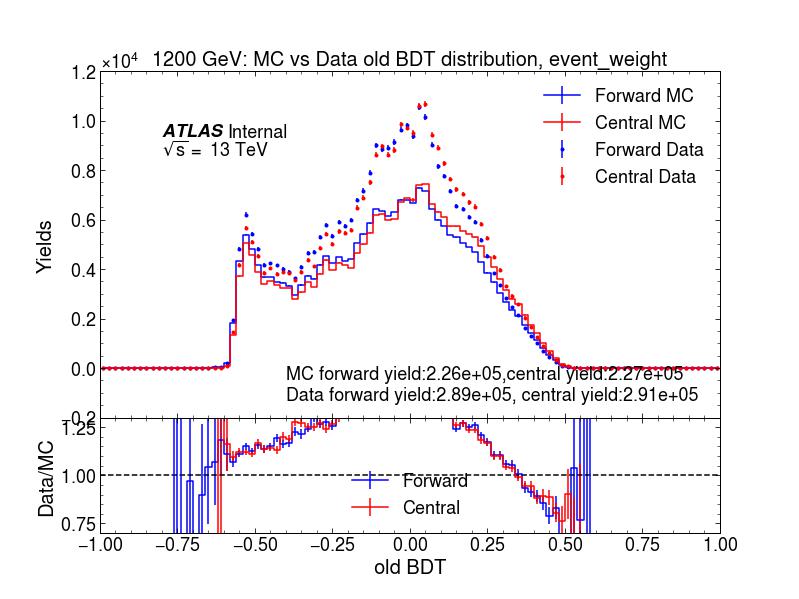 ×10⁴ 1200 GeV: MC vs Data old BDT distribution, event_weight
1.2
1.0
0.8
0.6
0.4
0.2
0.0
0.2
Yields
ATLAS Internal
√s = 13 TeV
Forward MC
Central MC
Forward Data
Central Data
MC forward yield:2.26e+05,central yield:2.27e+05
Data forward yield:2.89e+05, central yield:2.91e+05
1.25
1.00
0.75
Data/MC
Forward
Central
−1.00 −0.75 −0.50 −0.25 0.00 0.25 0.50 0.75 1.00
old BDT